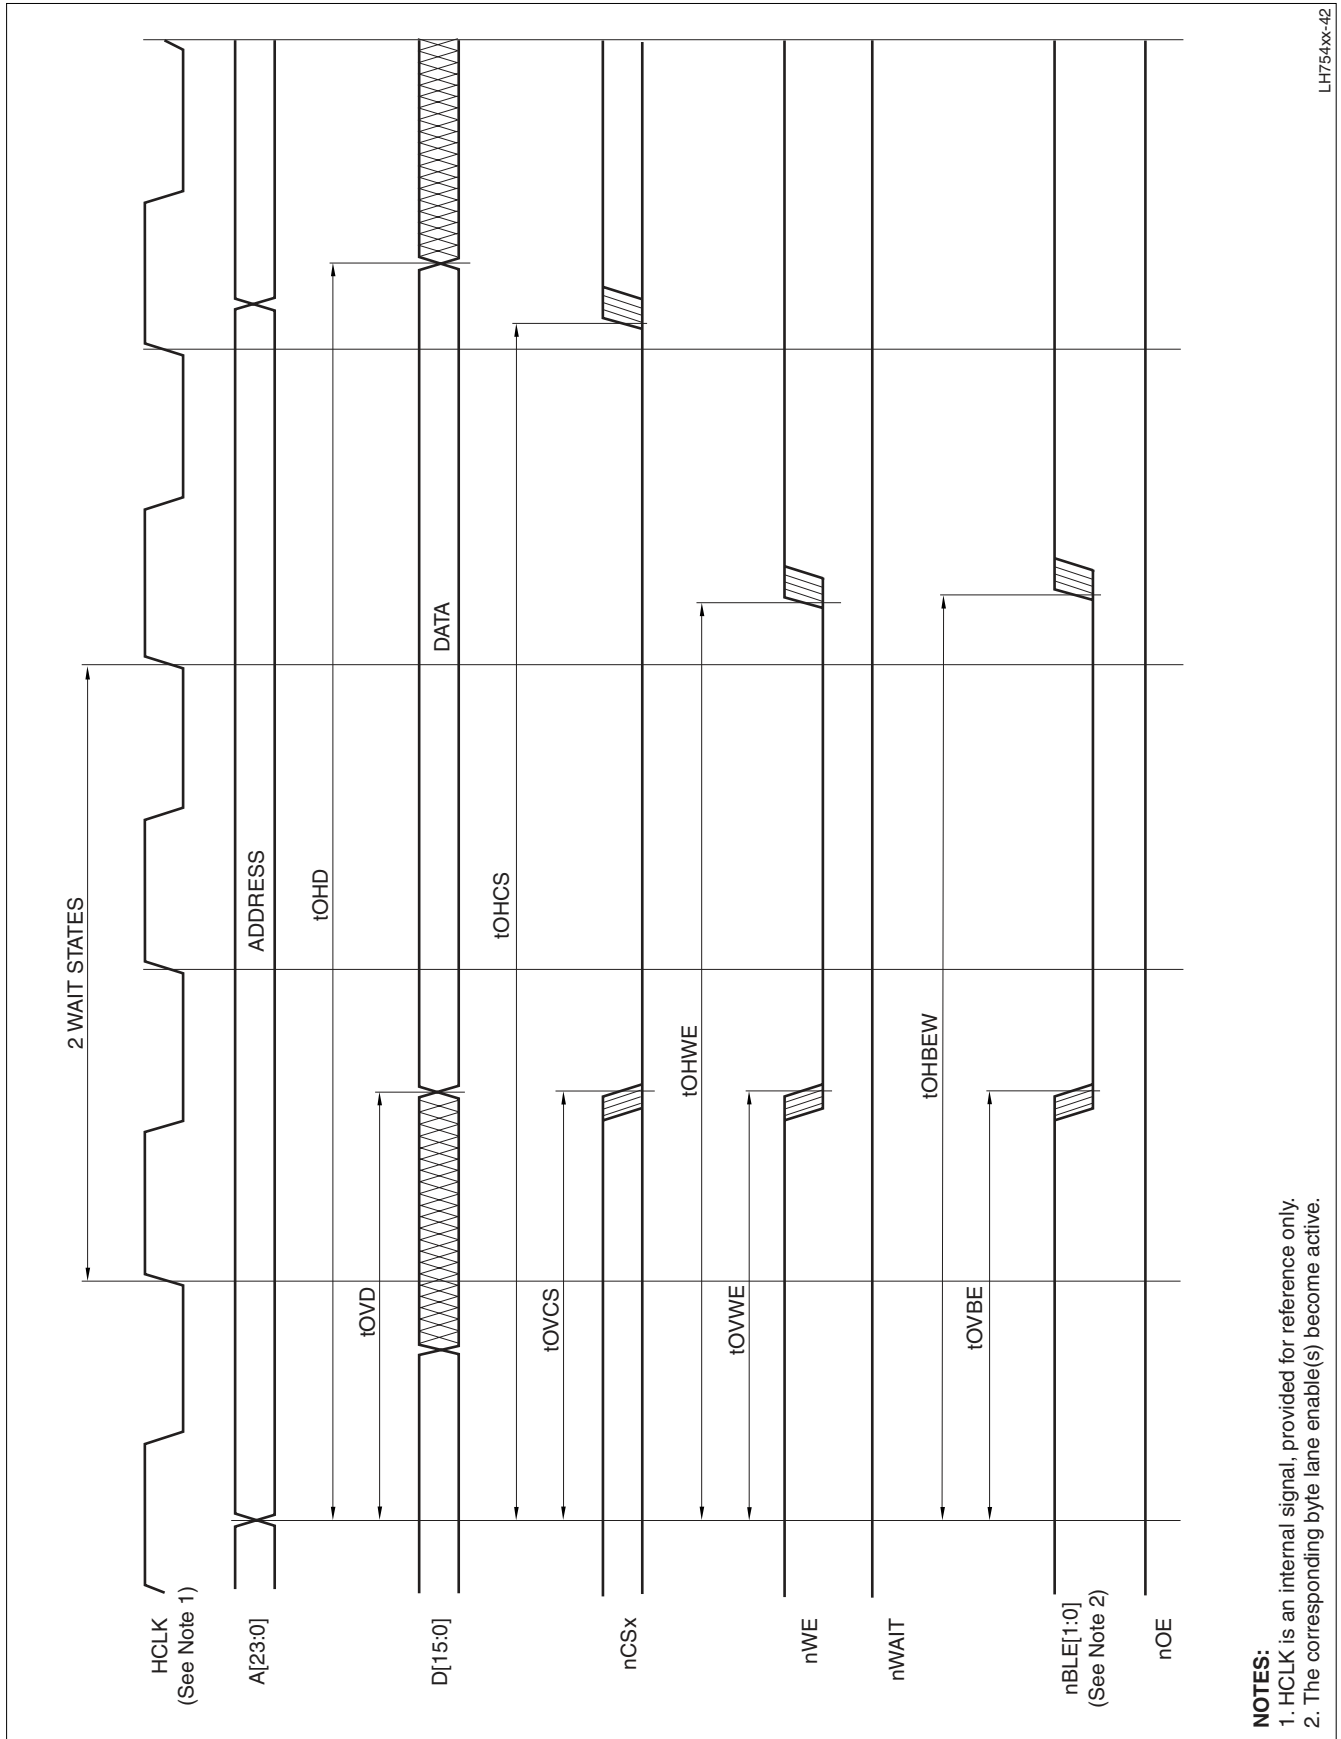 2 WAIT STATES
HCLK
(See Note 1)
A[23:0]
ADDRESS
tOHD
tOVD
D[15:0]
DATA
tOHCS
tOVCS
nCSx
tOHWE
tOVWE
nWE
nWAIT
tOHBEW
tOVBE
nBLE[1:0]
(See Note 2)
nOE
NOTES:
1. HCLK is an internal signal, provided for reference only.
2. The corresponding byte lane enable(s) become active.
LH754xx-42